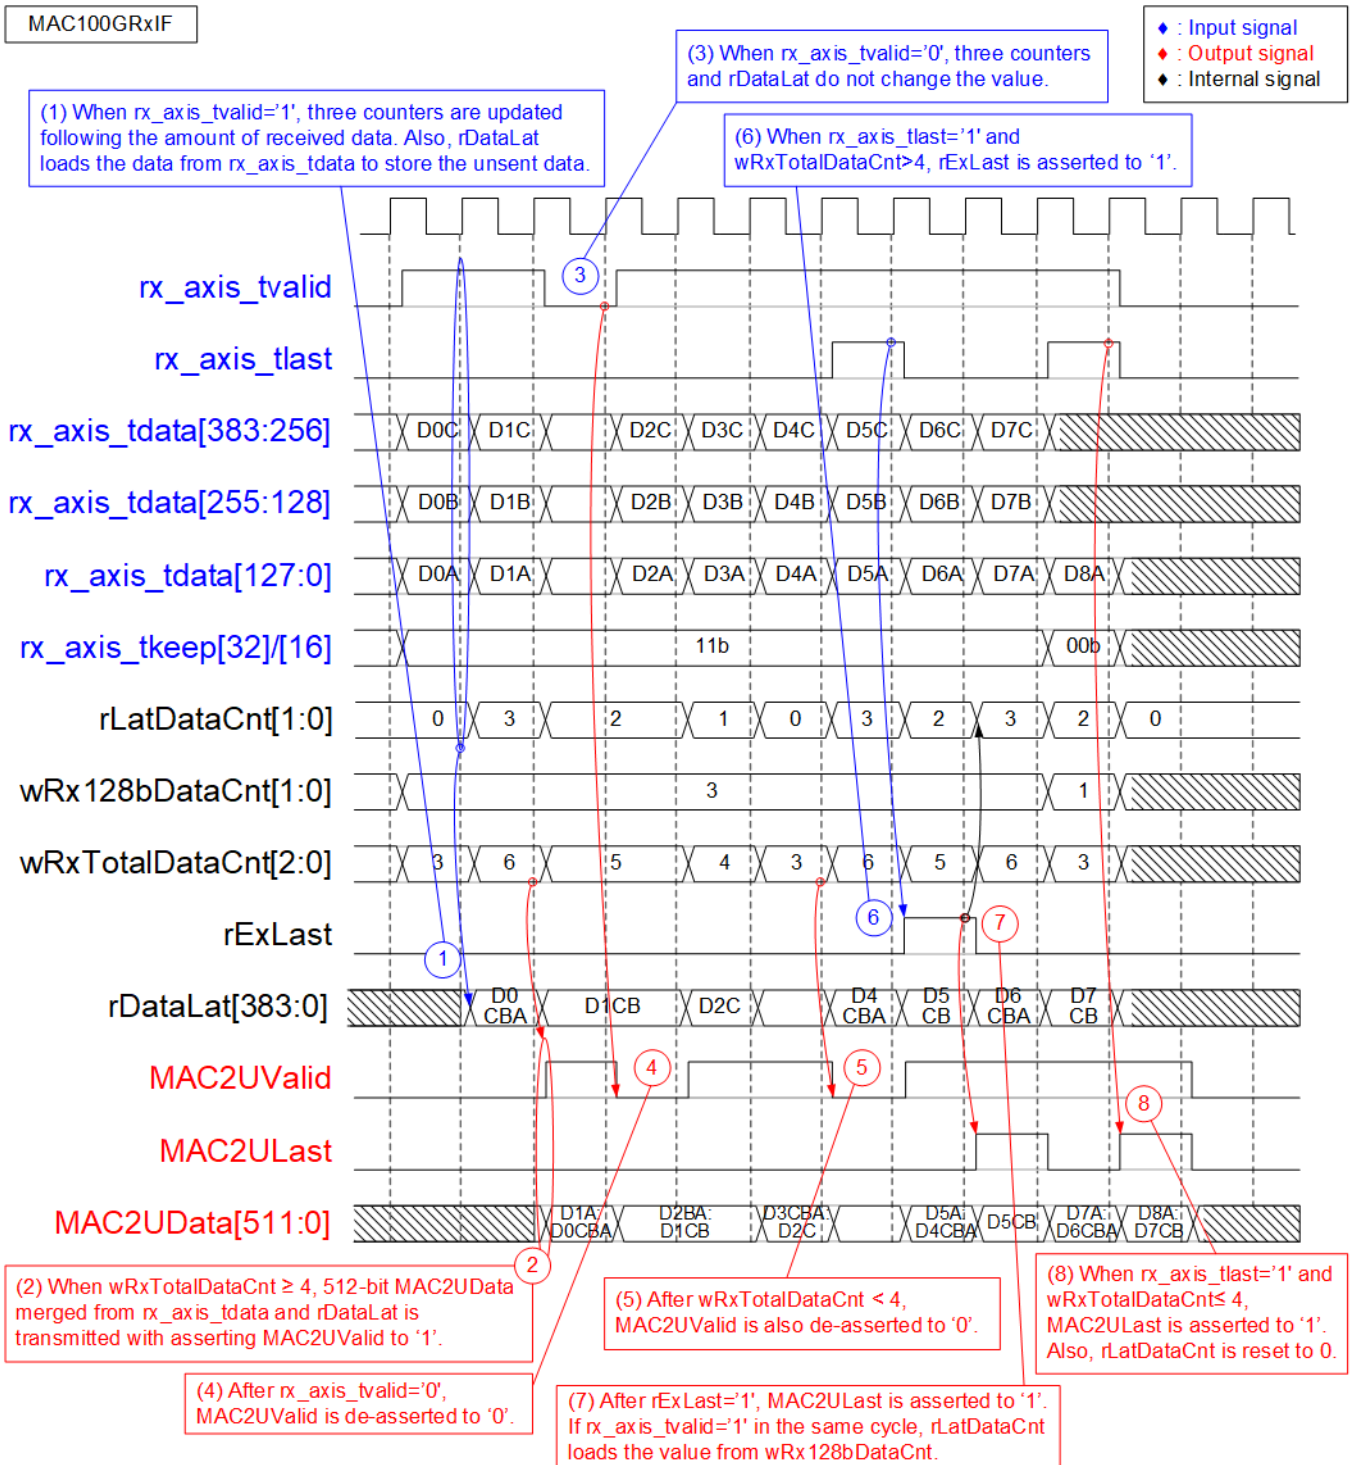 MAC100GRxIF
♦ : Input signal
♦ : Output signal
♦ : Internal signal
(3) When rx_axis_tvalid='0', three counters
and rDataLat do not change the value.
(1) When rx_axis_tvalid='1', three counters are updated
following the amount of received data. Also, rDataLat
loads the data from rx_axis_tdata to store the unsent data.
(6) When rx_axis_tlast='1' and
wRxTotalDataCnt>4, rExLast is asserted to ‘1’.
rx_axis_tvalid 3
rx_axis_tlast
rx_axis_tdata[383:256] D0C D1C D2C D3C D4C D5C D6C D7C
rx_axis_tdata[255:128] D0B D1B D2B D3B D4B D5B D6B D7B
rx_axis_tdata[127:0] D0A D1A D2A D3A D4A D5A D6A D7A D8A
rx_axis_tkeep[32]/[16] 11b 00b
rLatDataCnt[1:0] 0 3 2 1 0 3 2 3 2 0
wRx128bDataCnt[1:0] 3 1
wRxTotalDataCnt[2:0] 3 6 5 4 3 6 5 6 3
rExLast 1 6 7
rDataLat[383:0] D0 CBA D1CB D2C D4 CBA D5 CB D6 CBA D7 CB
MAC2UValid 4 5
MAC2ULast 8
MAC2UData[511:0] D1A: D0CBA D2BA: D1CB D3CBA: D2C D5A: D4CBA D5CB D7A: D6CBA D8A: D7CB
2
(2) When wRxTotalDataCnt ≥ 4, 512-bit MAC2UData
merged from rx_axis_tdata and rDataLat is
transmitted with asserting MAC2UValid to ‘1’.
(5) After wRxTotalDataCnt < 4,
MAC2UValid is also de-asserted to ‘0’.
(8) When rx_axis_tlast='1' and
wRxTotalDataCnt≤ 4,
MAC2ULast is asserted to ‘1’.
Also, rLatDataCnt is reset to 0.
(4) After rx_axis_tvalid='0',
MAC2UValid is de-asserted to ‘0’.
(7) After rExLast='1', MAC2ULast is asserted to ‘1’.
If rx_axis_tvalid='1' in the same cycle, rLatDataCnt
loads the value from wRx128bDataCnt.